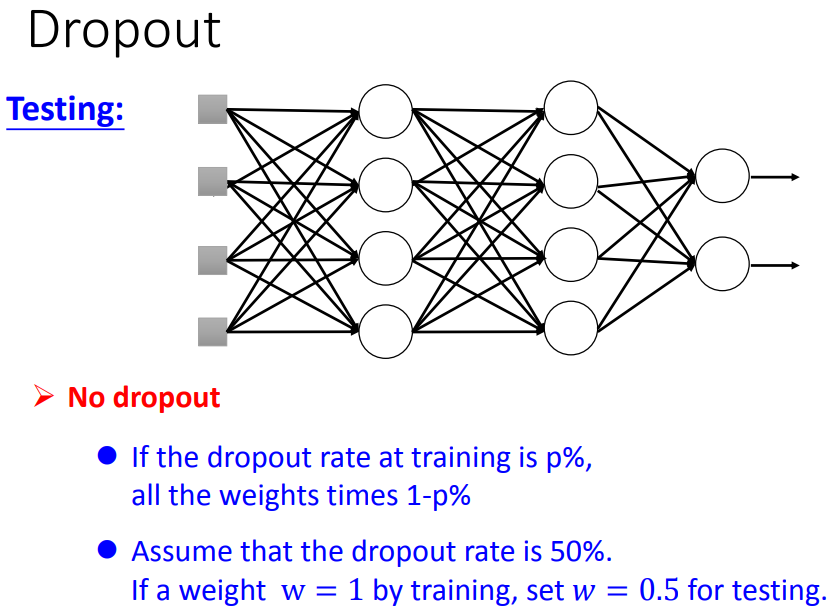 Dropout
Testing:
No dropout
If the dropout rate at training is p%,
all the weights times 1-p%
Assume that the dropout rate is 50%.
If a weight w = 1 by training, set w = 0.5 for testing.